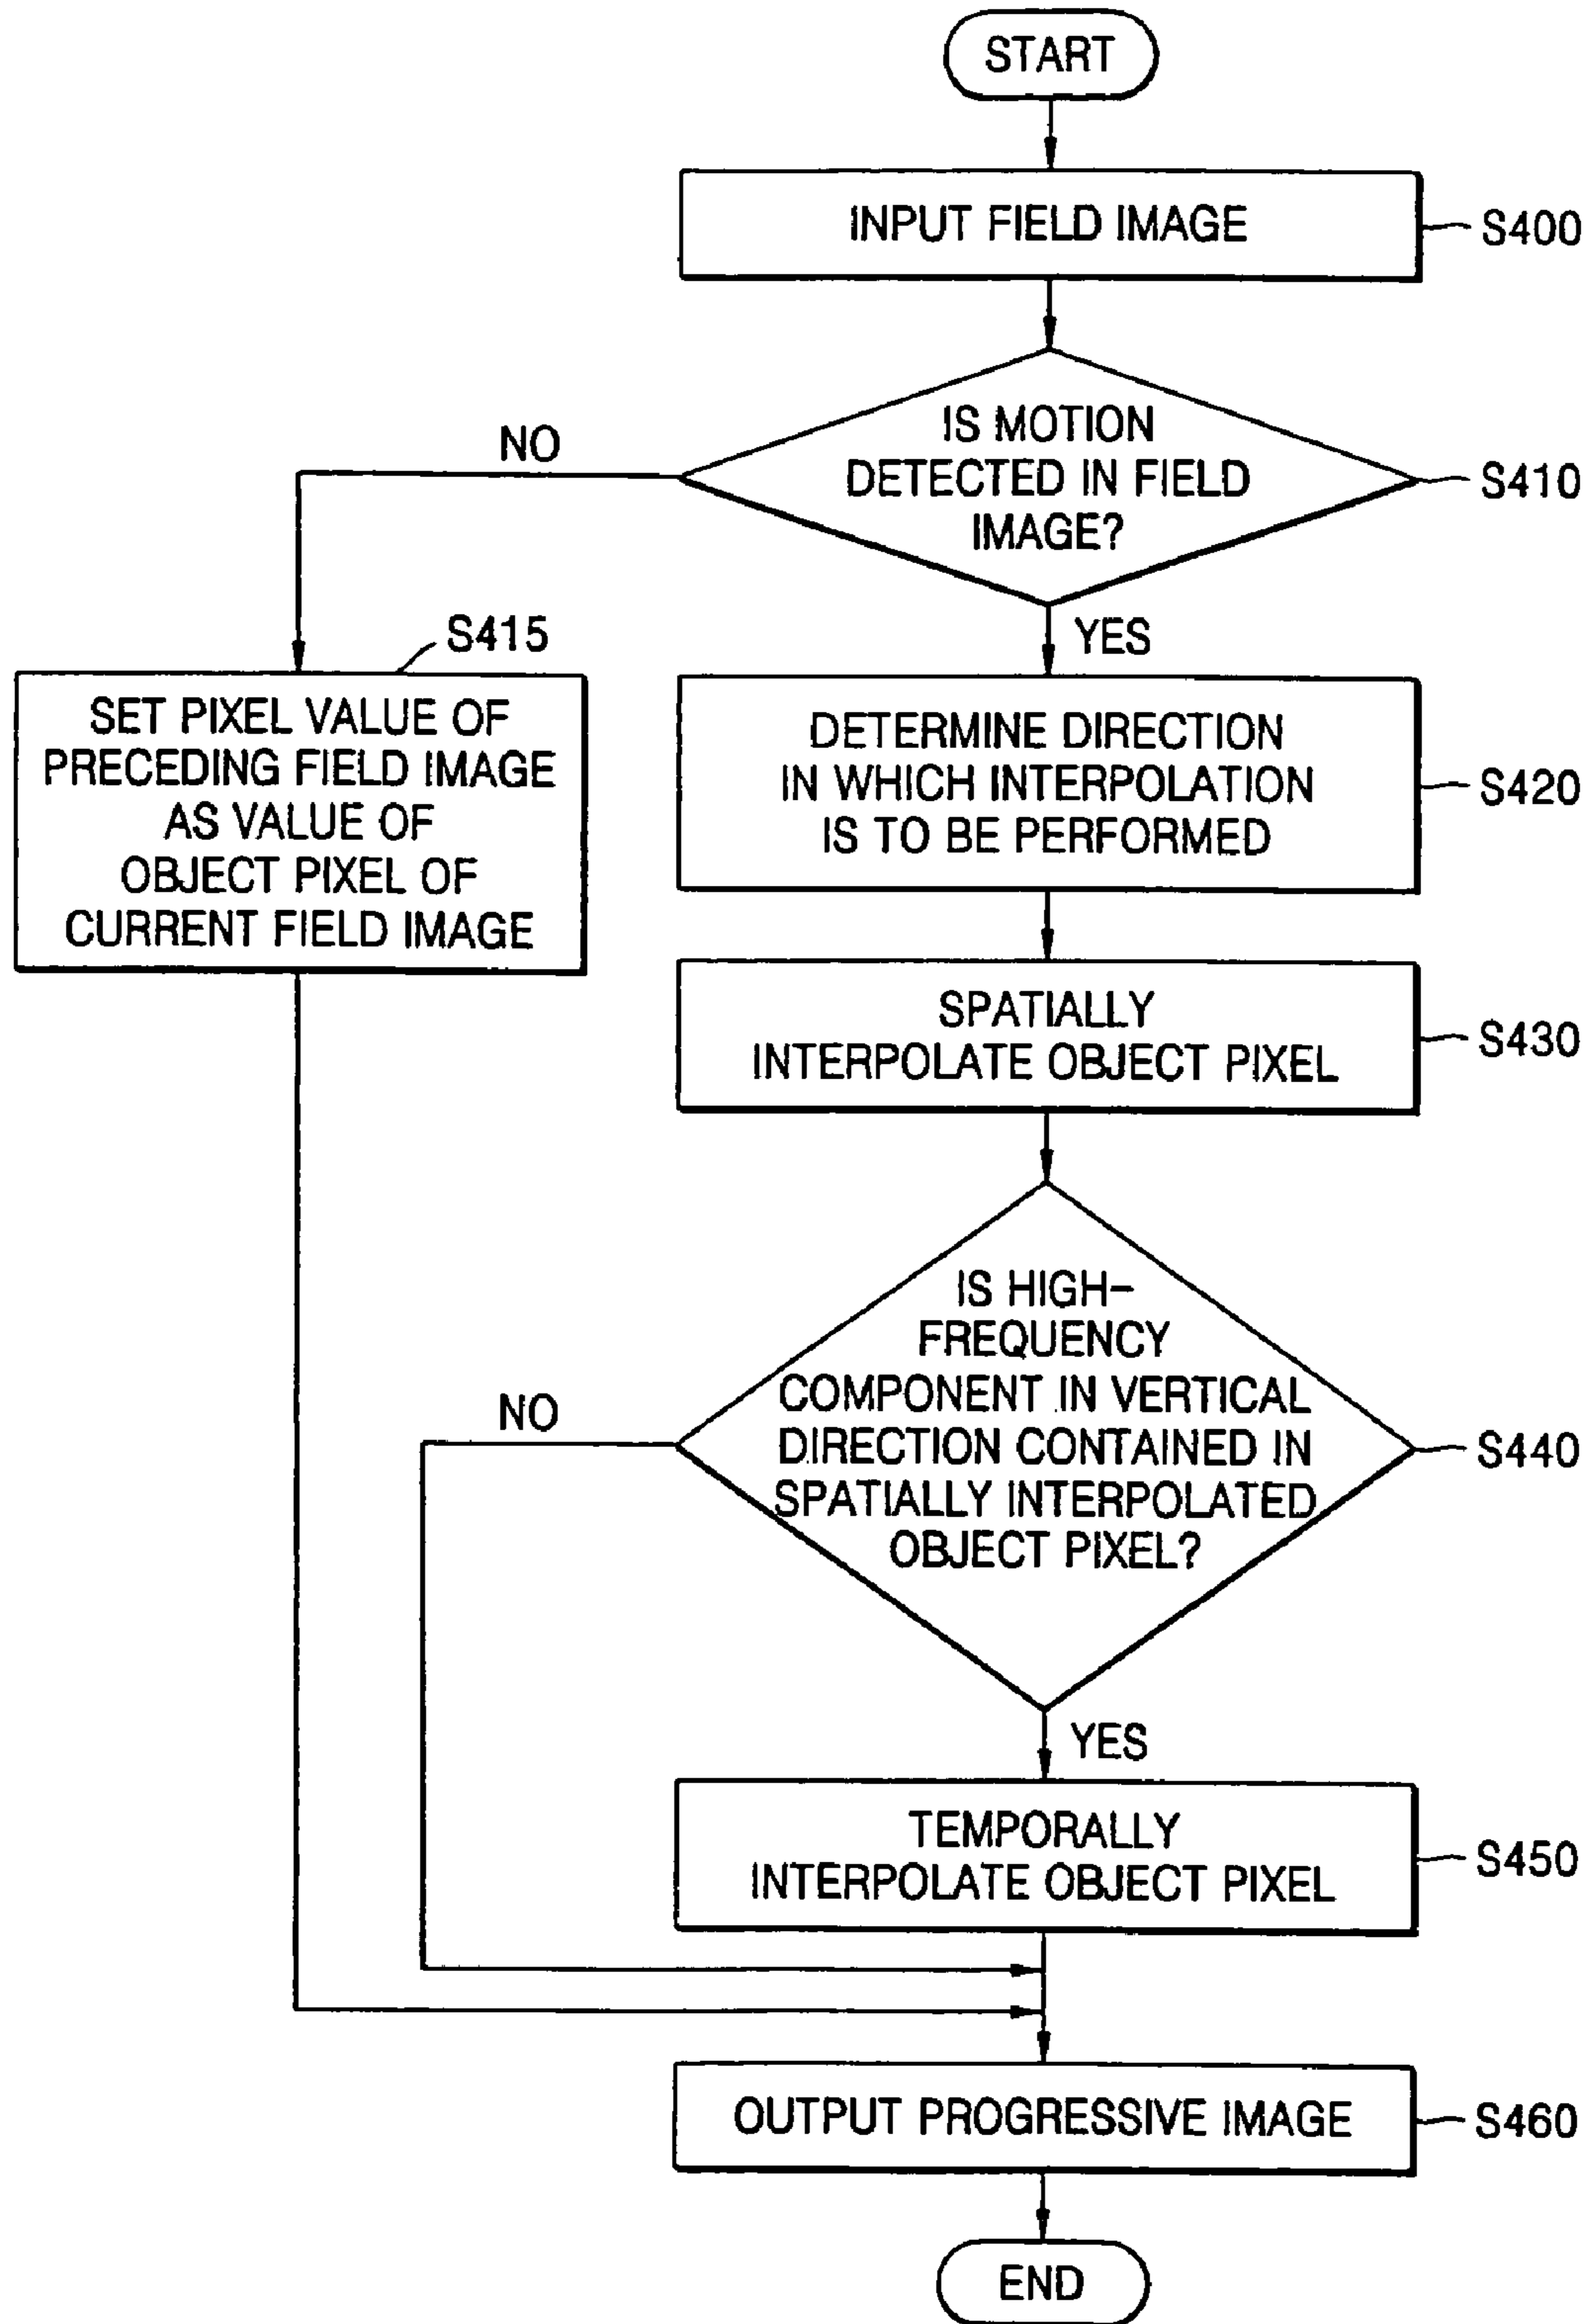 START
INPUT FIELD IMAGE
S400
IS MOTION
DETECTED IN FIELD
IMAGE?
S410
NO
YES
S415
SET PIXEL VALUE OF
PRECEDING FIELD IMAGE
AS VALUE OF
OBJECT PIXEL OF
CURRENT FIELD IMAGE
DETERMINE DIRECTION
IN WHICH INTERPOLATION
IS TO BE PERFORMED
S420
SPATIALLY
INTERPOLATE OBJECT PIXEL
S430
IS HIGH-
FREQUENCY
COMPONENT IN VERTICAL
DIRECTION CONTAINED IN
SPATIALLY INTERPOLATED
OBJECT PIXEL?
S440
NO
YES
TEMPORALLY
INTERPOLATE OBJECT PIXEL
S450
OUTPUT PROGRESSIVE IMAGE
S460
END